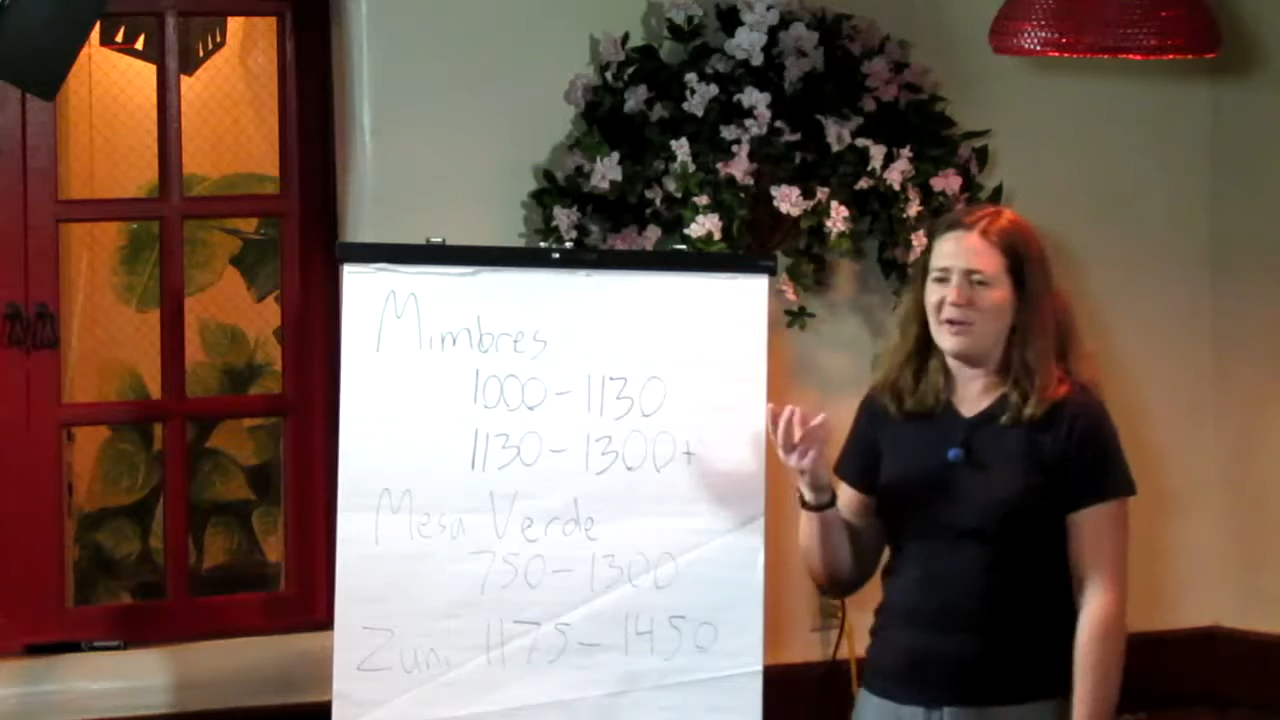 Mimbres
1000-1130
1130-1300+
Mesa Verde
750-1300
Zuni 1175-1450